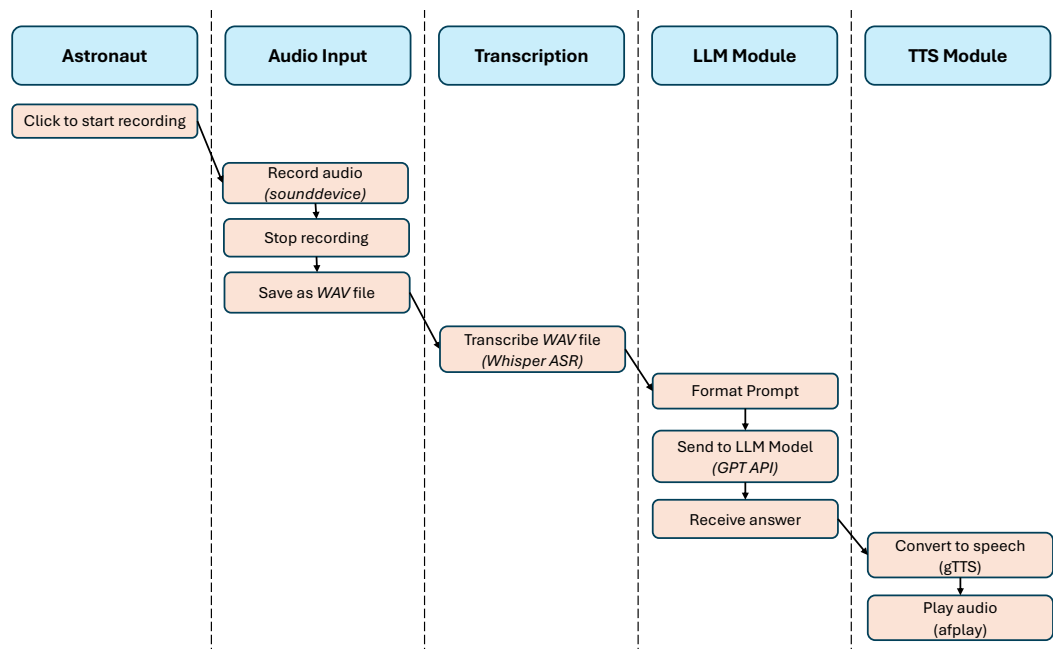 Astronaut
Audio Input
Transcription
LLM Module
TTS Module
Click to start recording
Record audio
(sounddevice)
Stop recording
Save as WAV file
Transcribe WAV file
(Whisper ASR)
Format Prompt
Send to LLM Model
(GPT API)
Receive answer
Convert to speech
(gTTS)
Play audio
(afplay)